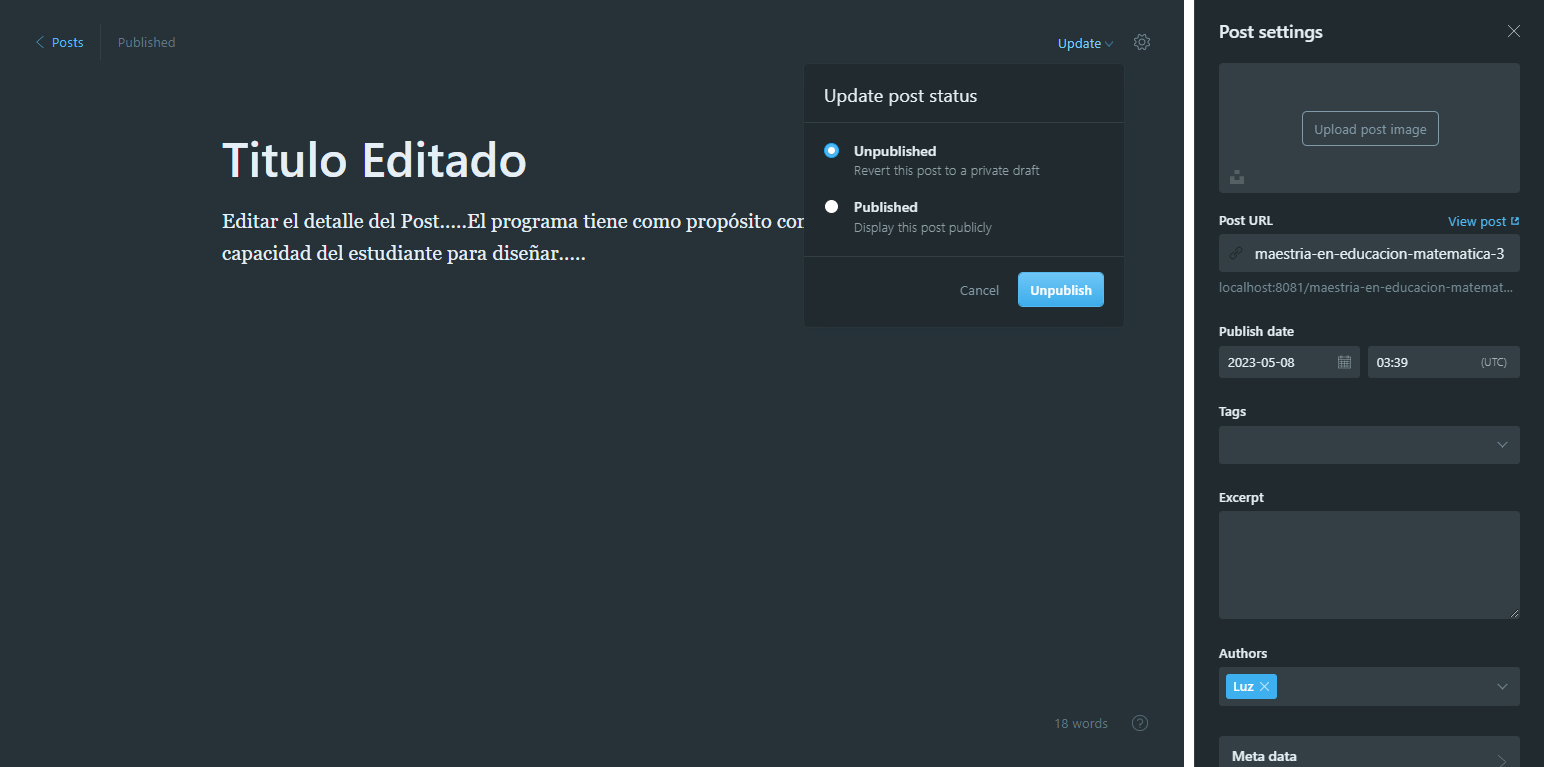 Posts
Published
Update
Update post status
Unpublished
Revert this post to a private draft
Published
Display this post publicly
Cancel
Unpublish
Titulo Editado
Editar el detalle del Post.....El programa tiene como propósito
capacidad del estudiante para diseñar.....
18 words
?
Post settings
Upload post image
Post URL
View post
maestria-en-educacion-matematica-3
localhost:8081/maestria-en-educacion-matemat...
Publish date
2023-05-08
03:39
(UTC)
Tags
Excerpt
Authors
Luz
Meta data